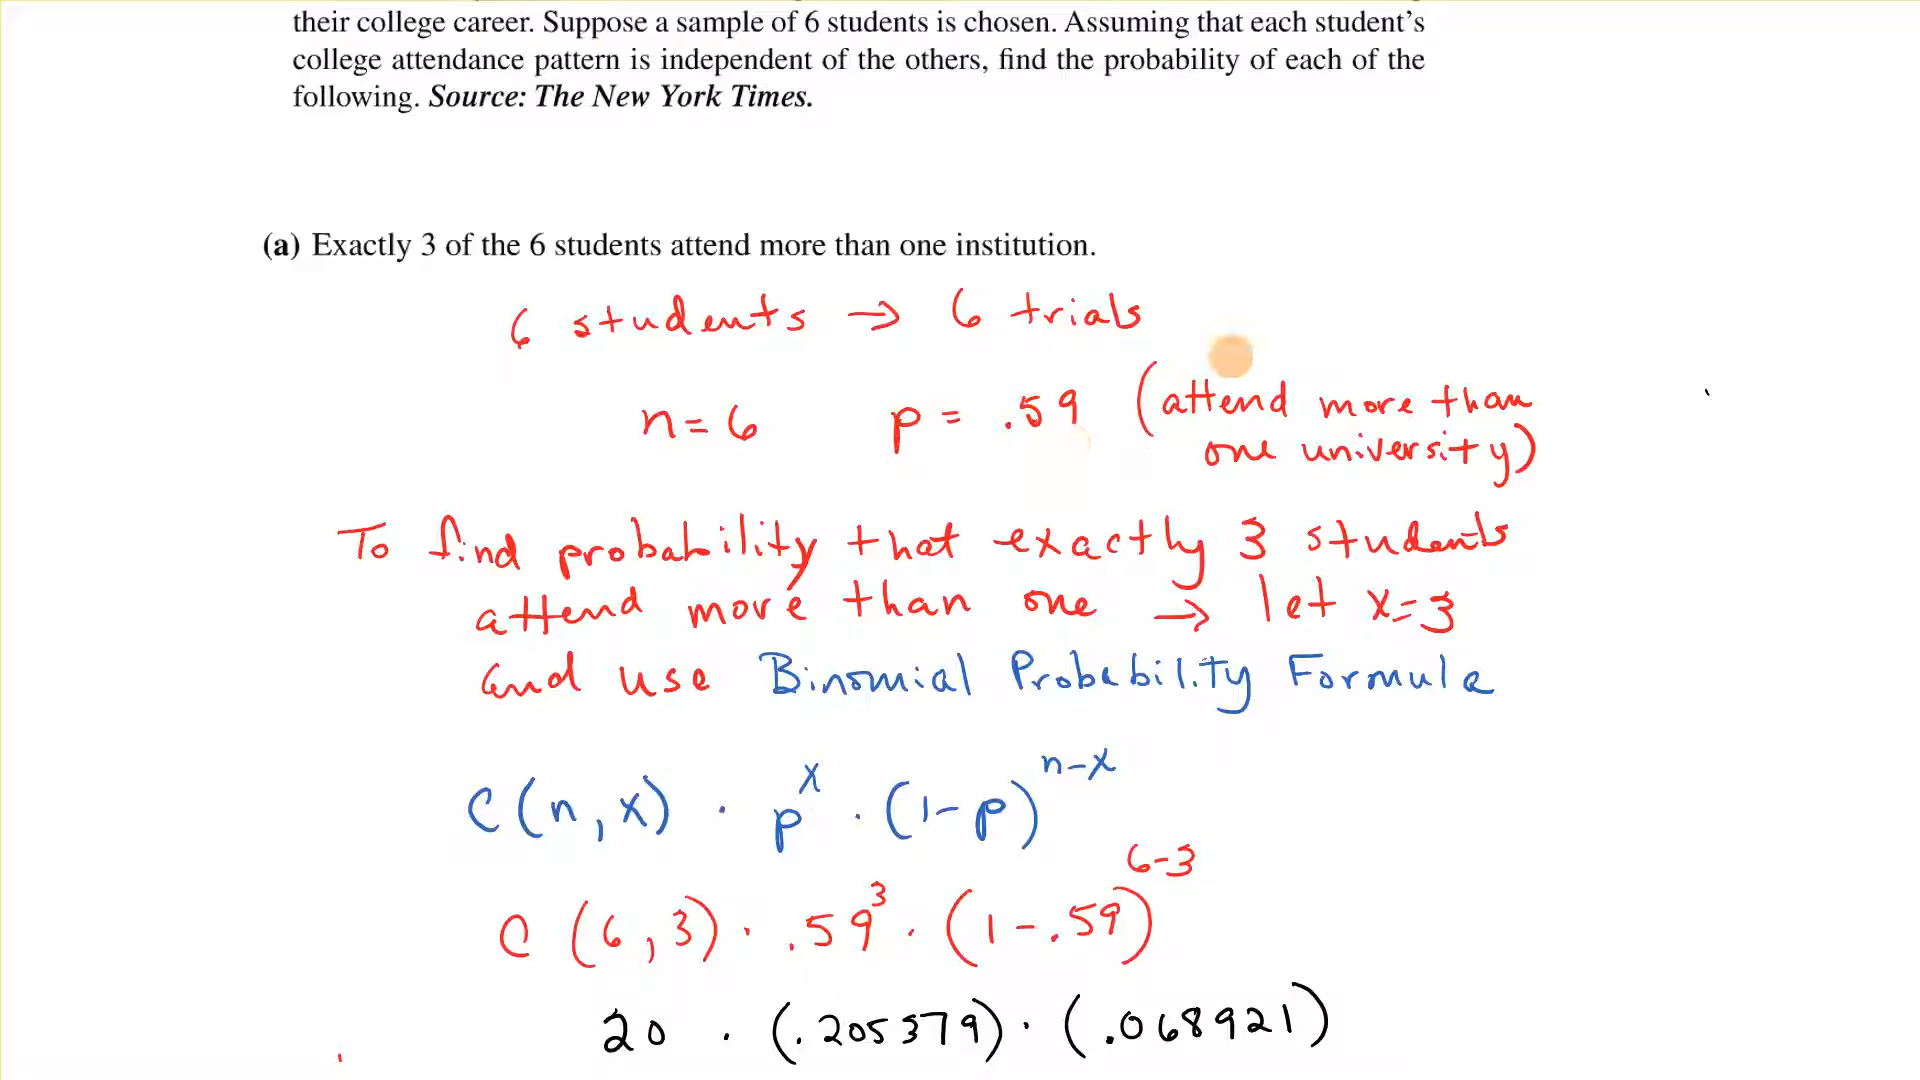 their college career. Suppose a sample of 6 students is chosen. Assuming that each student's
college attendance pattern is independent of the others, find the probability of each of the
following. Source: The New York Times.
(a) Exactly 3 of the 6 students attend more than one institution.
6 students → 6 trials
n = 6 p = .59 (attend more than
one university)
To find probability that exactly 3 students
attend more than one → let x = 3
and use Binomial Probability Formula
C(n,x) · p^x · (1-p)^n-x
C(6,3) · .59^3 · (1-.59)^6-3
20 · (.205379) · (.068921)